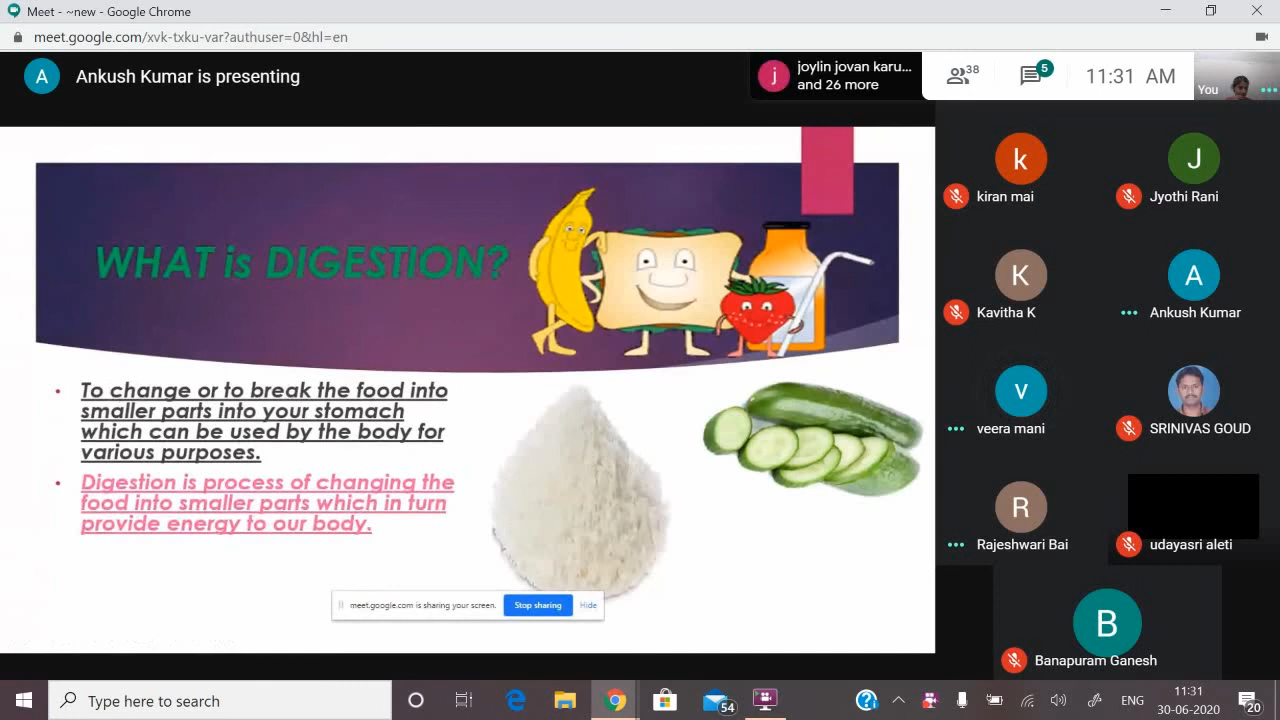 Meet - ~new - Google Chrome
meet.google.com/xvk-txku-var?authuser=0&hl=en
A Ankush Kumar is presenting
j joylin jovan karu...
and 26 more
38
5
11:31 AM
You
WHAT is DIGESTION?
• To change or to break the food into
smaller parts into your stomach
which can be used by the body for
various purposes.
• Digestion is process of changing the
food into smaller parts which in turn
provide energy to our body.
meet.google.com is sharing your screen. Stop sharing Hide
k
kiran mai
J
Jyothi Rani
K
Kavitha K
A
Ankush Kumar
v
veera mani
SRINIVAS GOUD
R
Rajeshwari Bai
udayasri aleti
B
Banapuram Ganesh
Type here to search
54
ENG
11:31
30-06-2020
20